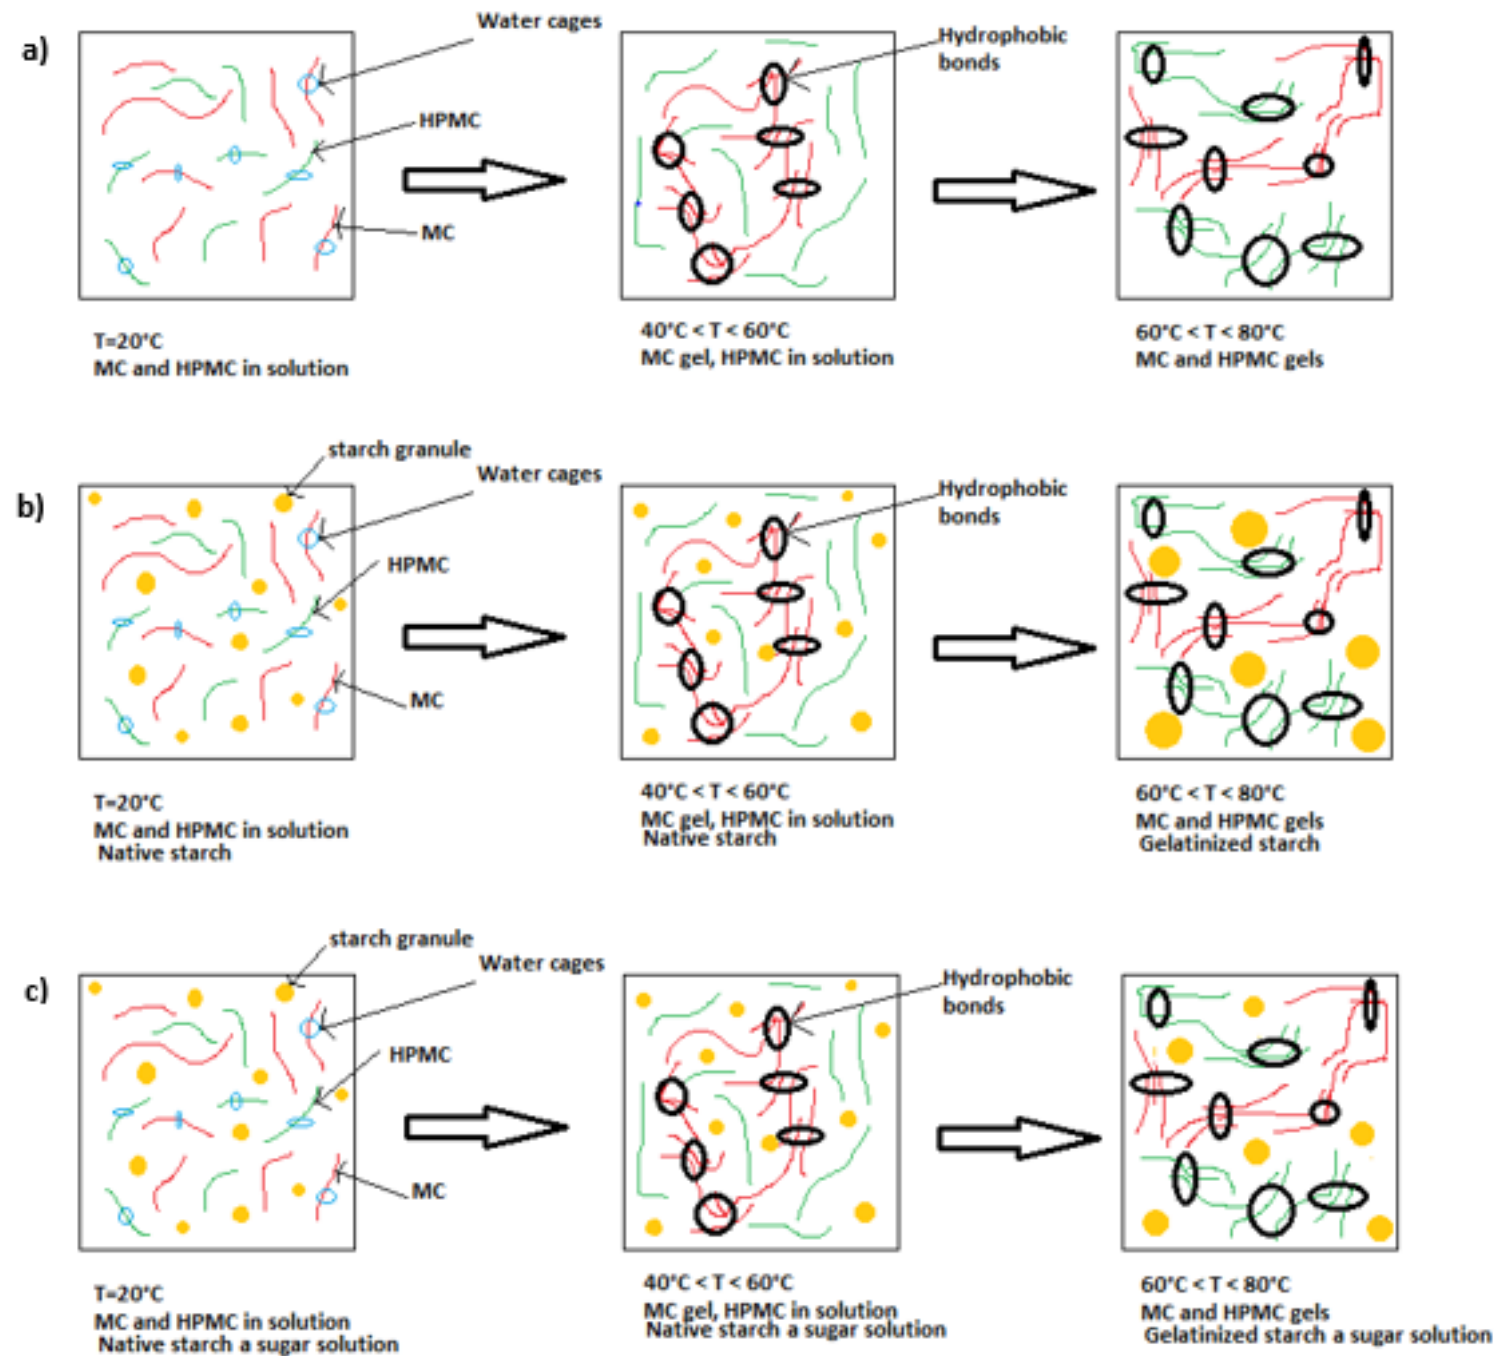 a)
Water cages
HPMC
MC
Hydrophobic
bonds
T=20°C
MC and HPMC in solution
40°C < T < 60°C
MC gel, HPMC in solution
60°C < T < 80°C
MC and HPMC gels
b)
starch granule
Water cages
HPMC
MC
Hydrophobic
bonds
T=20°C
MC and HPMC in solution
Native starch
40°C < T < 60°C
MC gel, HPMC in solution
Native starch
60°C < T < 80°C
MC and HPMC gels
Gelatinized starch
c)
starch granule
Water cages
HPMC
MC
Hydrophobic
bonds
T=20°C
MC and HPMC in solution
Native starch a sugar solution
40°C < T < 60°C
MC gel, HPMC in solution
Native starch a sugar solution
60°C < T < 80°C
MC and HPMC gels
Gelatinized starch a sugar solution